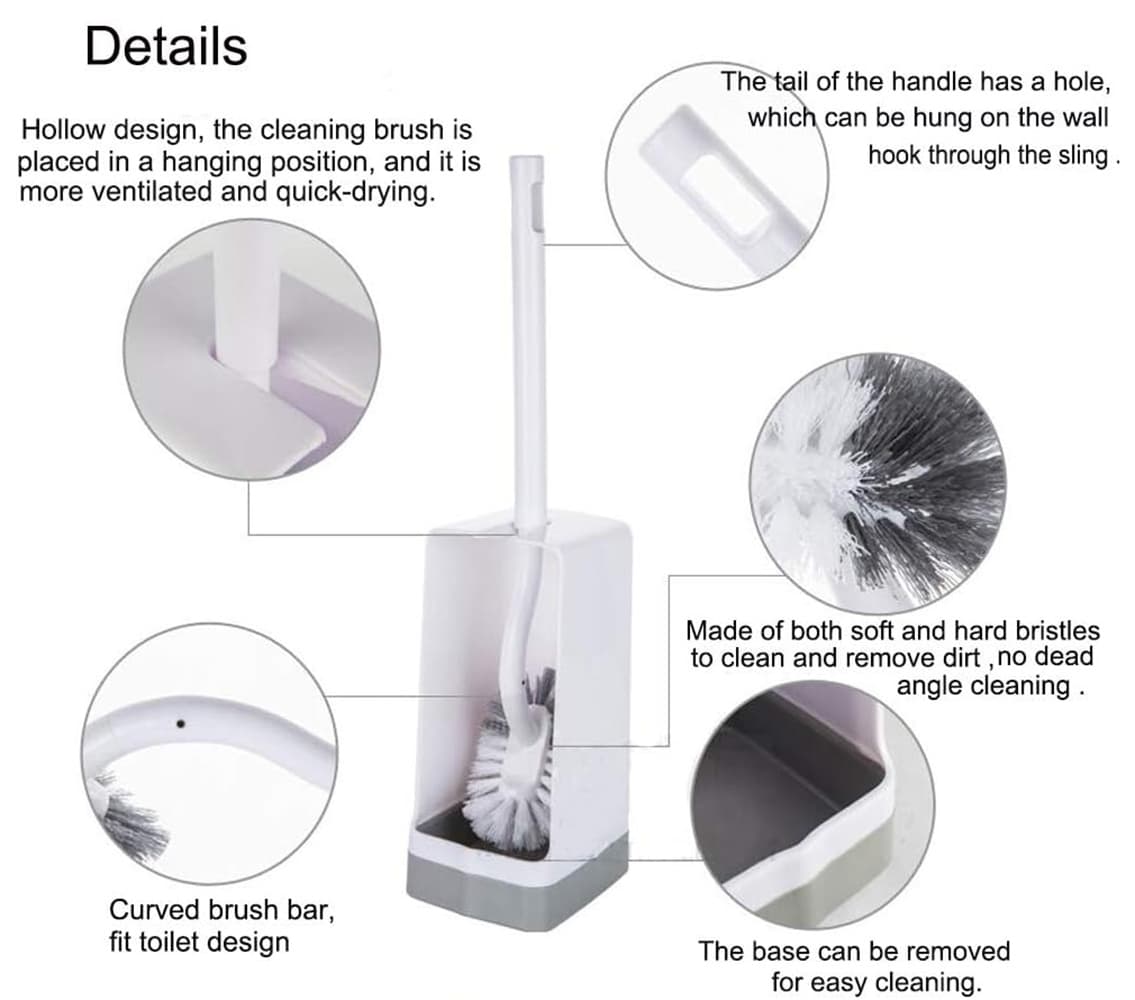 Details
Hollow design, the cleaning brush is
placed in a hanging position, and it is
more ventilated and quick-drying.
The tail of the handle has a hole,
which can be hung on the wall
hook through the sling .
Made of both soft and hard bristles
to clean and remove dirt ,no dead
angle cleaning .
Curved brush bar,
fit toilet design
The base can be removed
for easy cleaning.